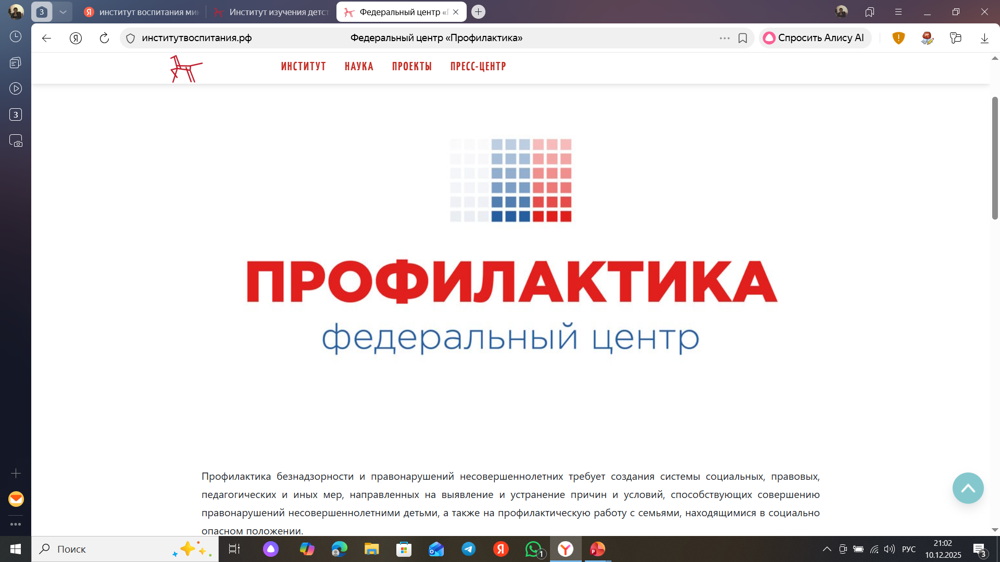 3
институт воспитания ми
Институт изучения детст
Федеральный центр «П
институтвоспитания.рф
Федеральный центр «Профилактика»
Спросить Алису AI
ИНСТИТУТ
НАУКА
ПРОЕКТЫ
ПРЕСС-ЦЕНТР
3
ПРОФИЛАКТИКА
федеральный центр
Профилактика безнадзорности и правонарушений несовершеннолетних требует создания системы социальных, правовых,
педагогических и иных мер, направленных на выявление и устранение причин и условий, способствующих совершению
правонарушений несовершеннолетними детьми, а также на профилактическую работу с семьями, находящимися в социально
опасном положении.
Поиск
1
РУС
21:02
10.12.2025
3